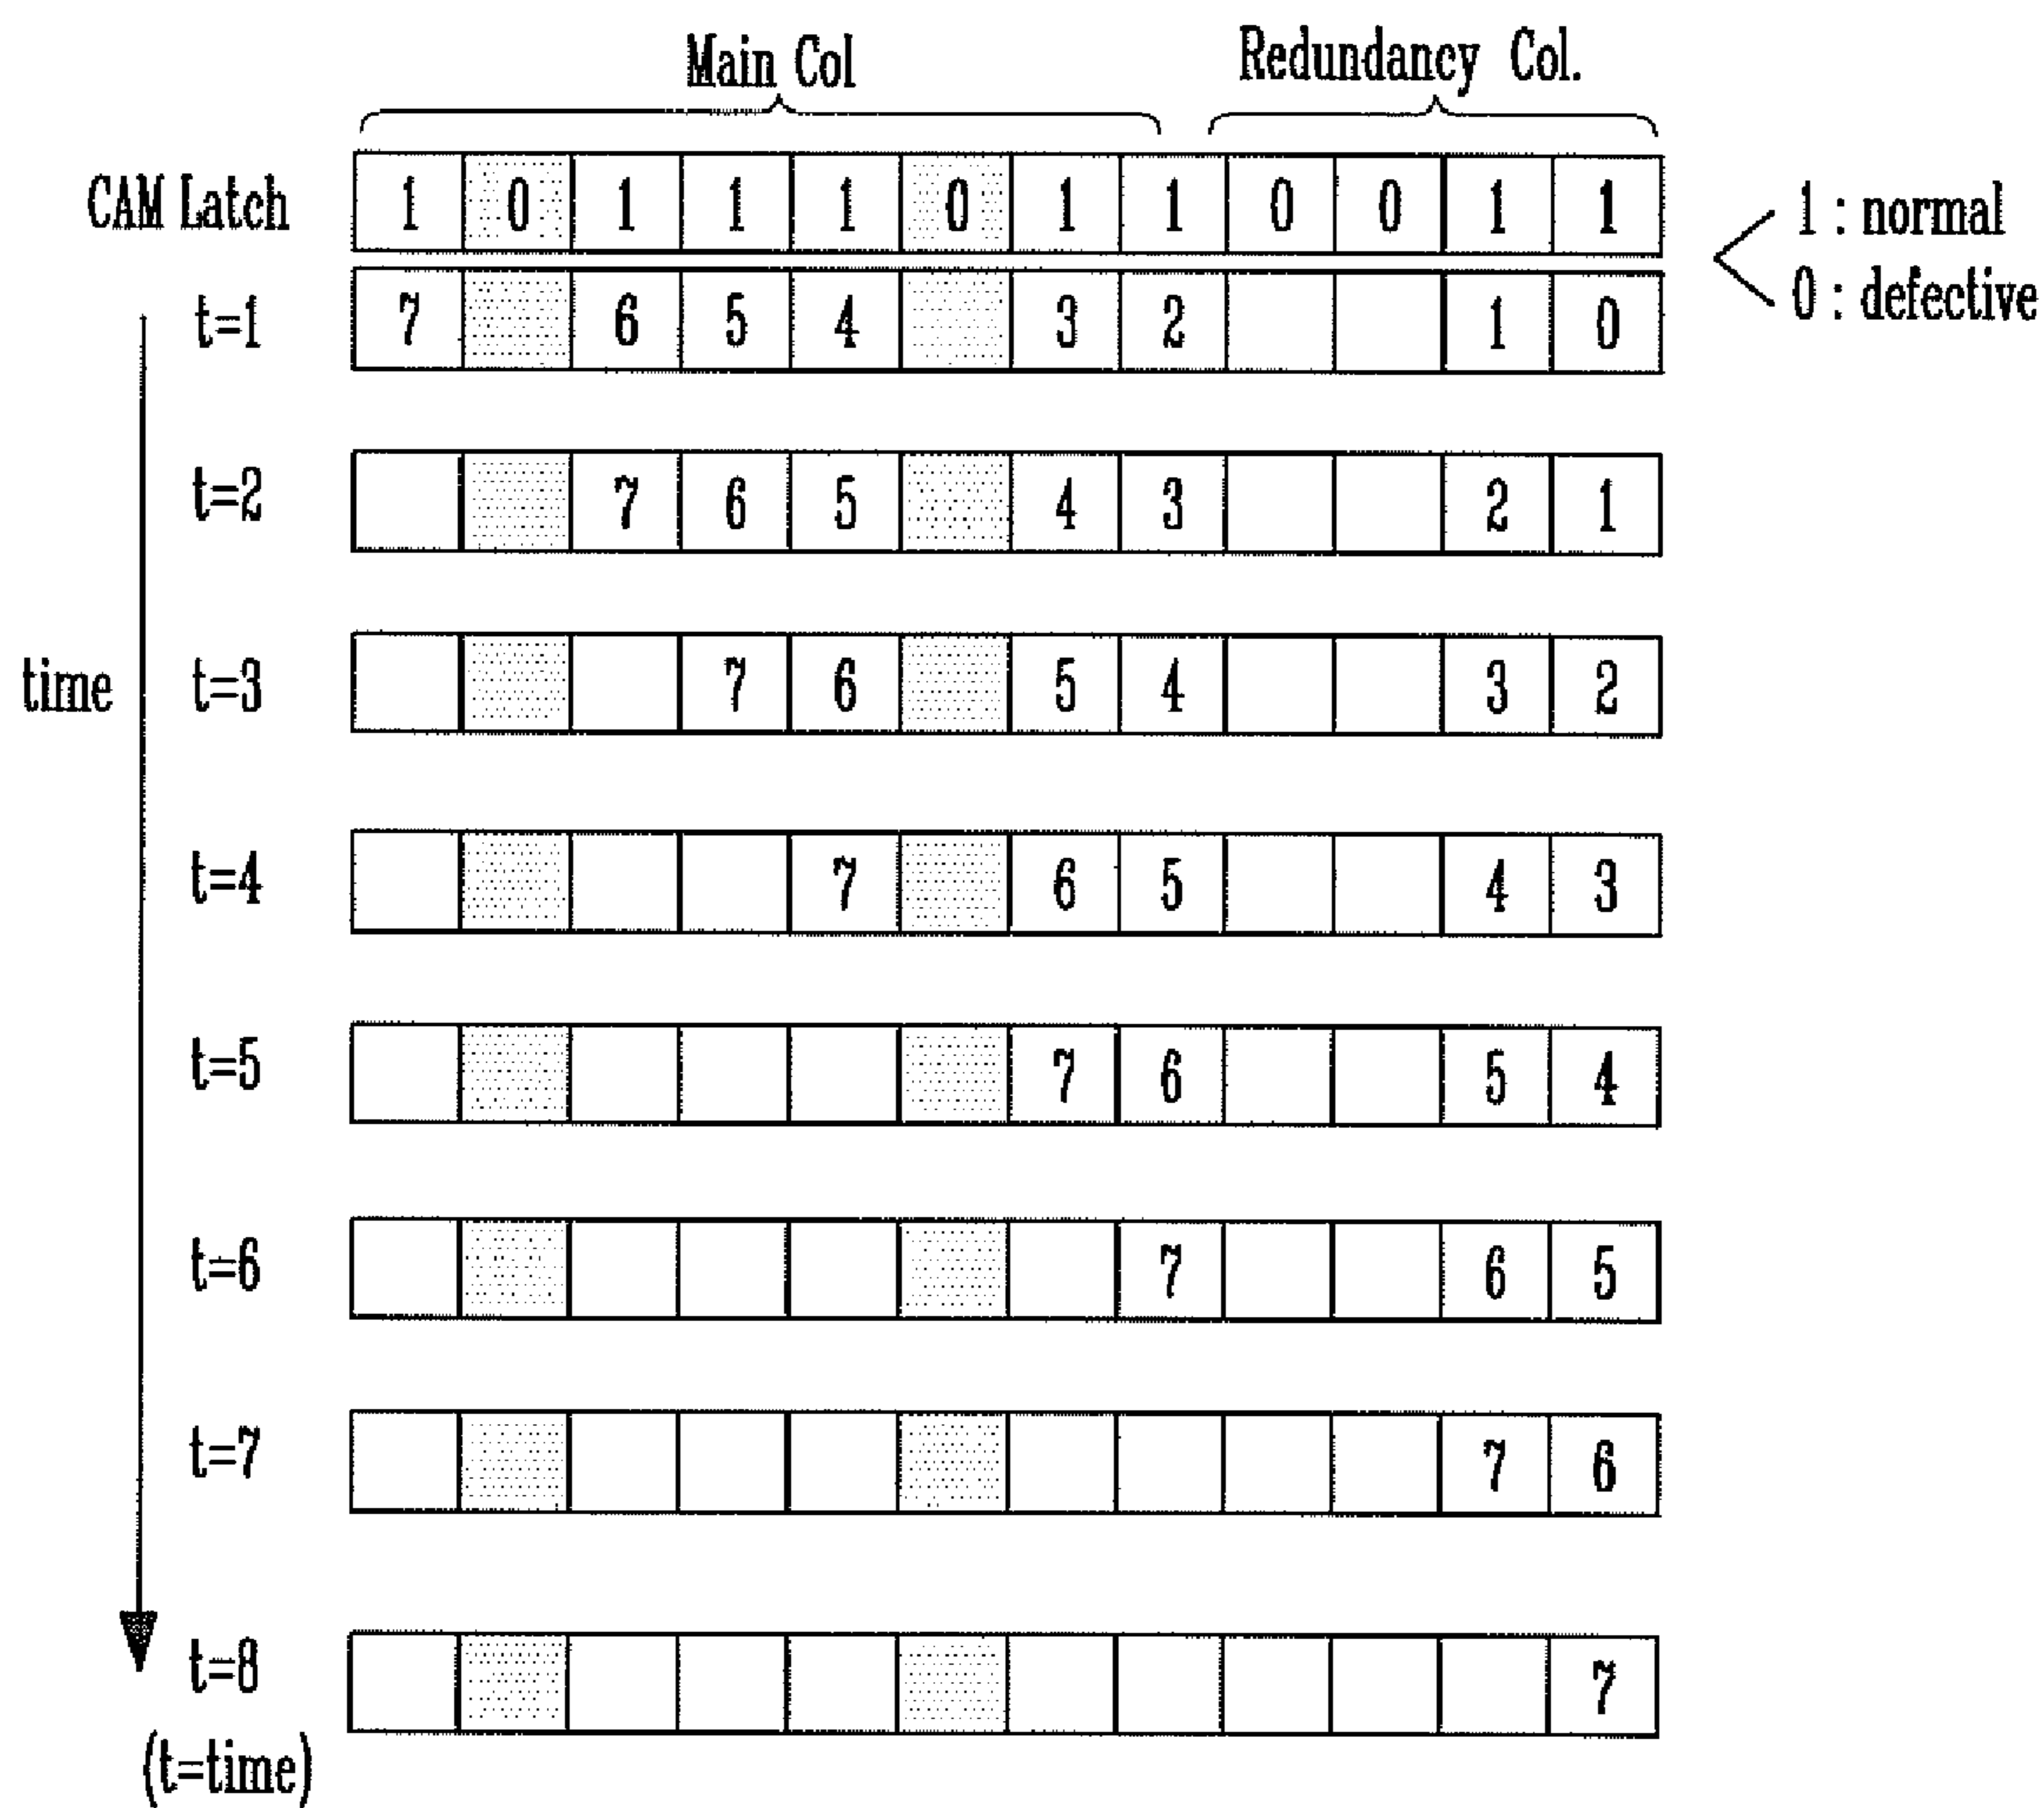 Main Col Redundancy Col.
CAM Latch 1 0 1 1 1 0 1 1 0 0 1 1
1 : normal
0 : defective
t=1 7 6 5 4 3 2 1 0
t=2 7 6 5 4 3 2 1
time t=3 7 6 5 4 3 2
t=4 7 6 5 4 3
t=5 7 6 5 4
t=6 7 6 5
t=7 7 6
t=8 7
(t=time)